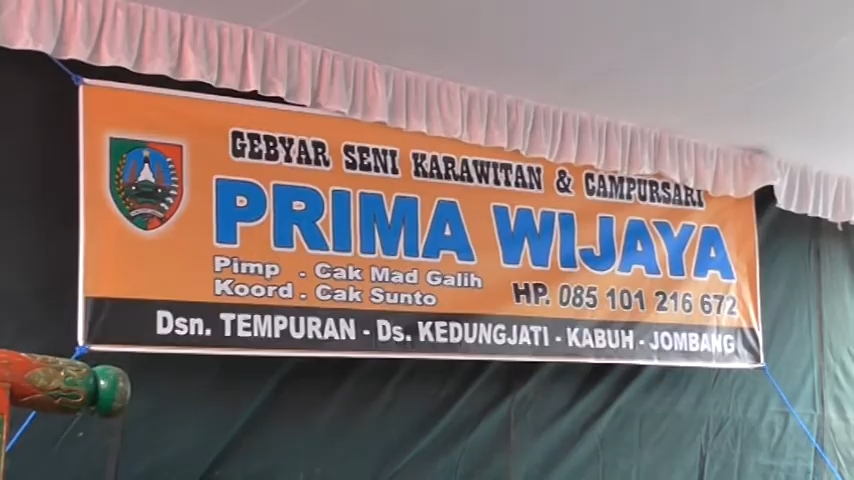 GEBYAR SENI KARAWITAN & CAMPURSARI
PRIMA WIJAYA
Pimp . Cak Mad Galih
Koord . Cak Sunto
HP. 085 101 216 672
Dsn. TEMPURAN - Ds. KEDUNGJATI - KABUH - JOMBANG